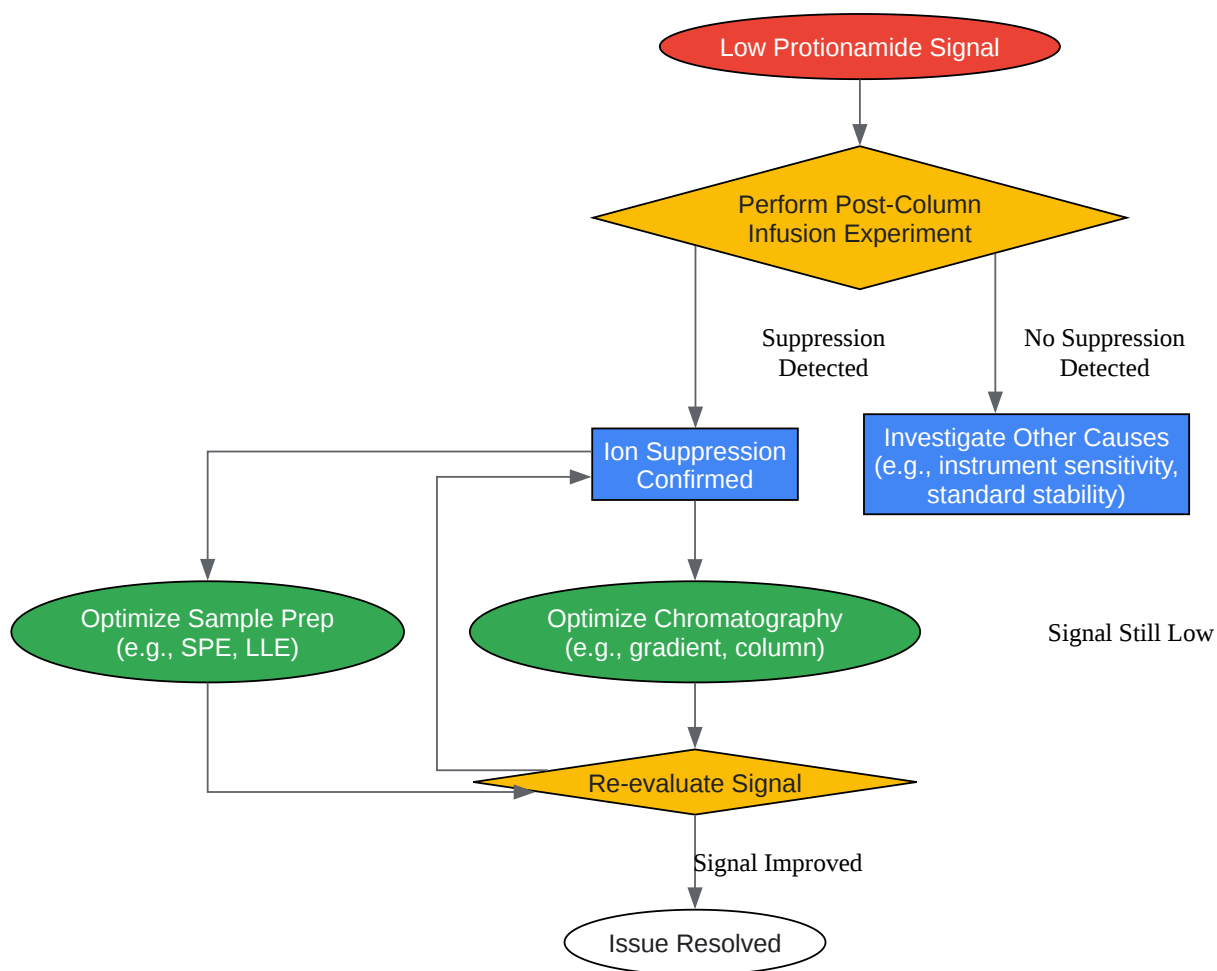 Low Protionamide Signal
Perform Post-Column
Infusion Experiment
Suppression
Detected
No Suppression
Detected
Ion Suppression
Confirmed
Investigate Other Causes
(e.g., instrument sensitivity,
standard stability)
Optimize Sample Prep
(e.g., SPE, LLE)
Optimize Chromatography
(e.g., gradient, column)
Signal Still Low
Re-evaluate Signal
Signal Improved
Issue Resolved